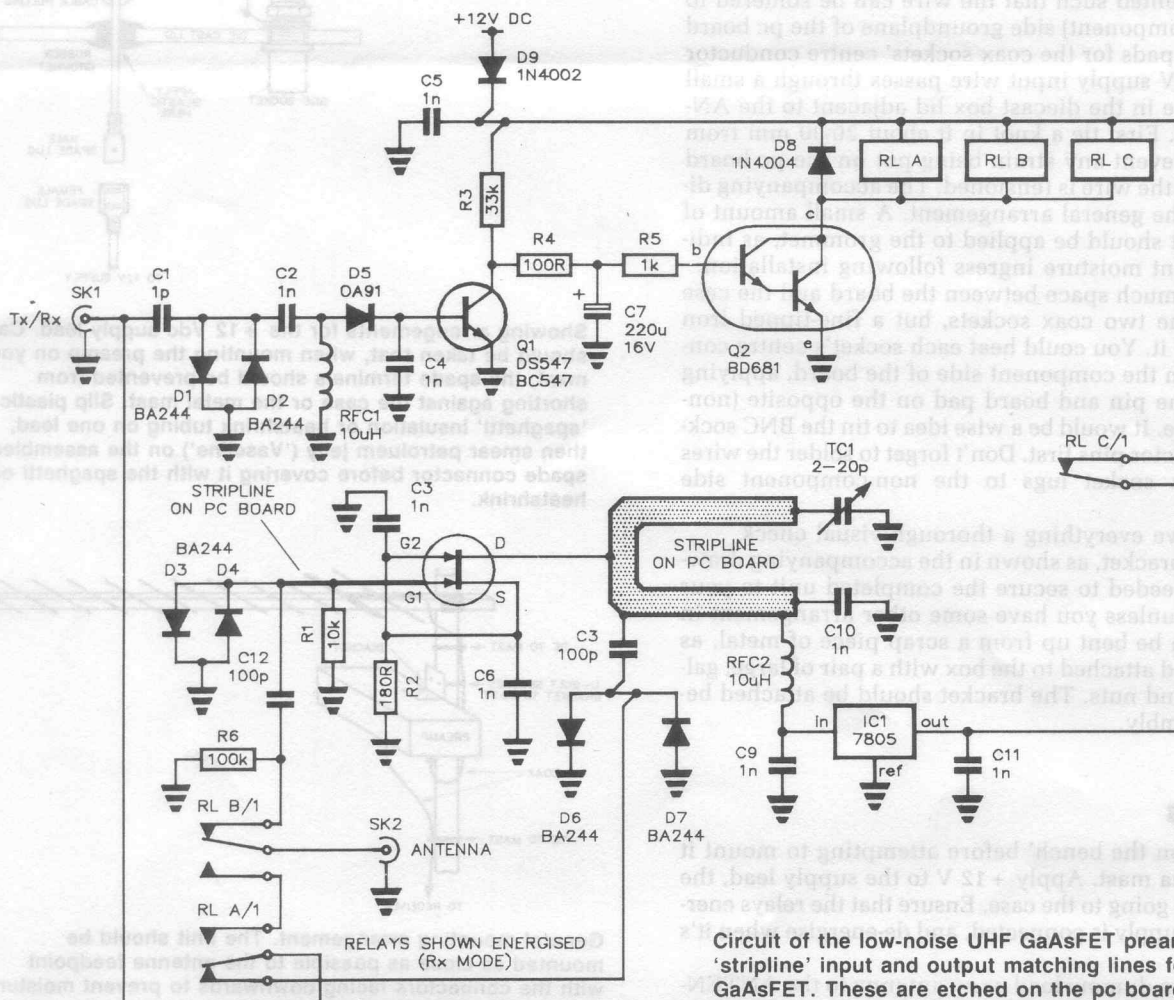 +12V DC
D9
1N4002
C5
1n
D8
1N4004
RL A
RL B
RL C
R3
33k
R4
100R
R5
1k
b
c
e
+
C7
220u
16V
Q2
BD681
SK1
Tx/Rx
C1
1p
C2
1n
D5
OA91
Q1
DS547
BC547
1n
D1
BA244
D2
BA244
RFC1
10uH
TC1
2-20p
RL C/1
STRIPLINE
ON PC BOARD
C3
1n
G2
D
G1
S
STRIPLINE
ON PC BOARD
BA244
D3
D4
R1
10k
180R
R2
C6
1n
C12
100p
C3
100p
C10
1n
RFC2
10uH
in
IC1
7805
out
ref
C9
1n
C11
1n
R6
100k
D6
BA244
D7
BA244
RL B/1
SK2
ANTENNA
RL A/1
RELAYS SHOWN ENERGISED
(Rx MODE)
Circuit of the low-noise UHF GaAsFET pream
'stripline' input and output matching lines fo
GaAsFET. These are etched on the pc board